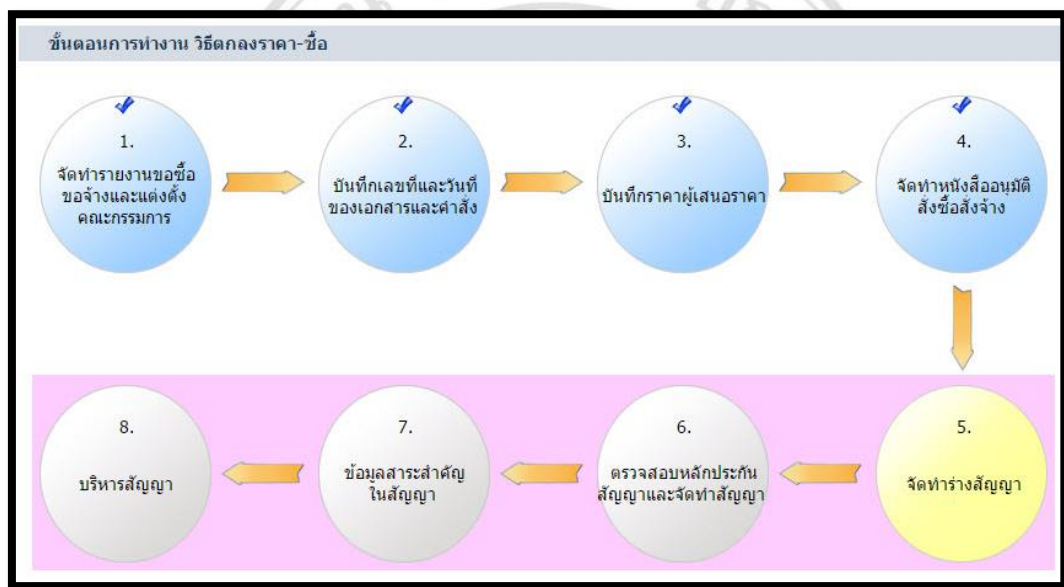 ขั้นตอนการทำงาน วิธีตกลงราคา-ซื้อ
1.
จัดทำรายงานขอซื้อ
ขอจ้างและแต่งตั้ง
คณะกรรมการ
2.
บันทึกเลขที่และวันที่
ของเอกสารและคำสั่ง
3.
บันทึกราคาผู้เสนอราคา
4.
จัดทำหนังสืออนุมัติ
สั่งซื้อสั่งจ้าง
5.
จัดทำร่างสัญญา
6.
ตรวจสอบหลักประกัน
สัญญาและจัดทำสัญญา
7.
ข้อมูลสาระสำคัญ
ในสัญญา
8.
บริหารสัญญา